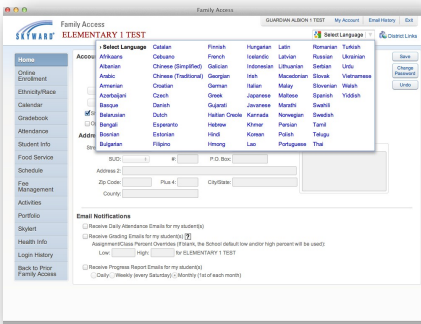 Family Access
Family Access
GUARDIAN ALBION 1 TEST My Account Email History Exit
SKYWARD ELEMENTARY 1 TEST
Select Language District Links
› Select Language Catalan Finnish Hungarian Latin Romanian Turkish
Afrikaans Cebuano French Icelandic Latvian Russian Ukrainian
Albanian Chinese (Simplified) Galician Indonesian Lithuanian Serbian Urdu
Arabic Chinese (Traditional) Georgian Irish Macedonian Slovak Vietnamese
Armenian Croatian German Italian Malay Slovenian Welsh
Azerbaijani Czech Greek Japanese Maltese Spanish Yiddish
Basque Danish Gujarati Javanese Marathi Swahili
Belarusian Dutch Haitian Creole Kannada Norwegian Swedish
Bengali Esperanto Hebrew Khmer Persian Tamil
Bosnian Estonian Hindi Korean Polish Telugu
Bulgarian Filipino Hmong Lao Portuguese Thai
Home
Online
Enrollment
Ethnicity/Race
Calendar
Gradebook
Attendance
Student Info
Food Service
Schedule
Fee
Management
Activities
Portfolio
Skylert
Health Info
Login History
Back to Prior
Family Access
Save
Change
Password
Undo
SUD: #: P.O. Box:
Address 2:
Zip Code: Plus 4: City/State:
County:
Email Notifications
Receive Daily Attendance Emails for my student(s)
Receive Grading Emails for my student(s) ?
Assignment/Class Percent Overrides (If blank, the School default low and/or high percent will be used):
Low: High: for ELEMENTARY 1 TEST
Receive Progress Report Emails for my student(s)
Daily Weekly (every Saturday) Monthly (1st of each month)